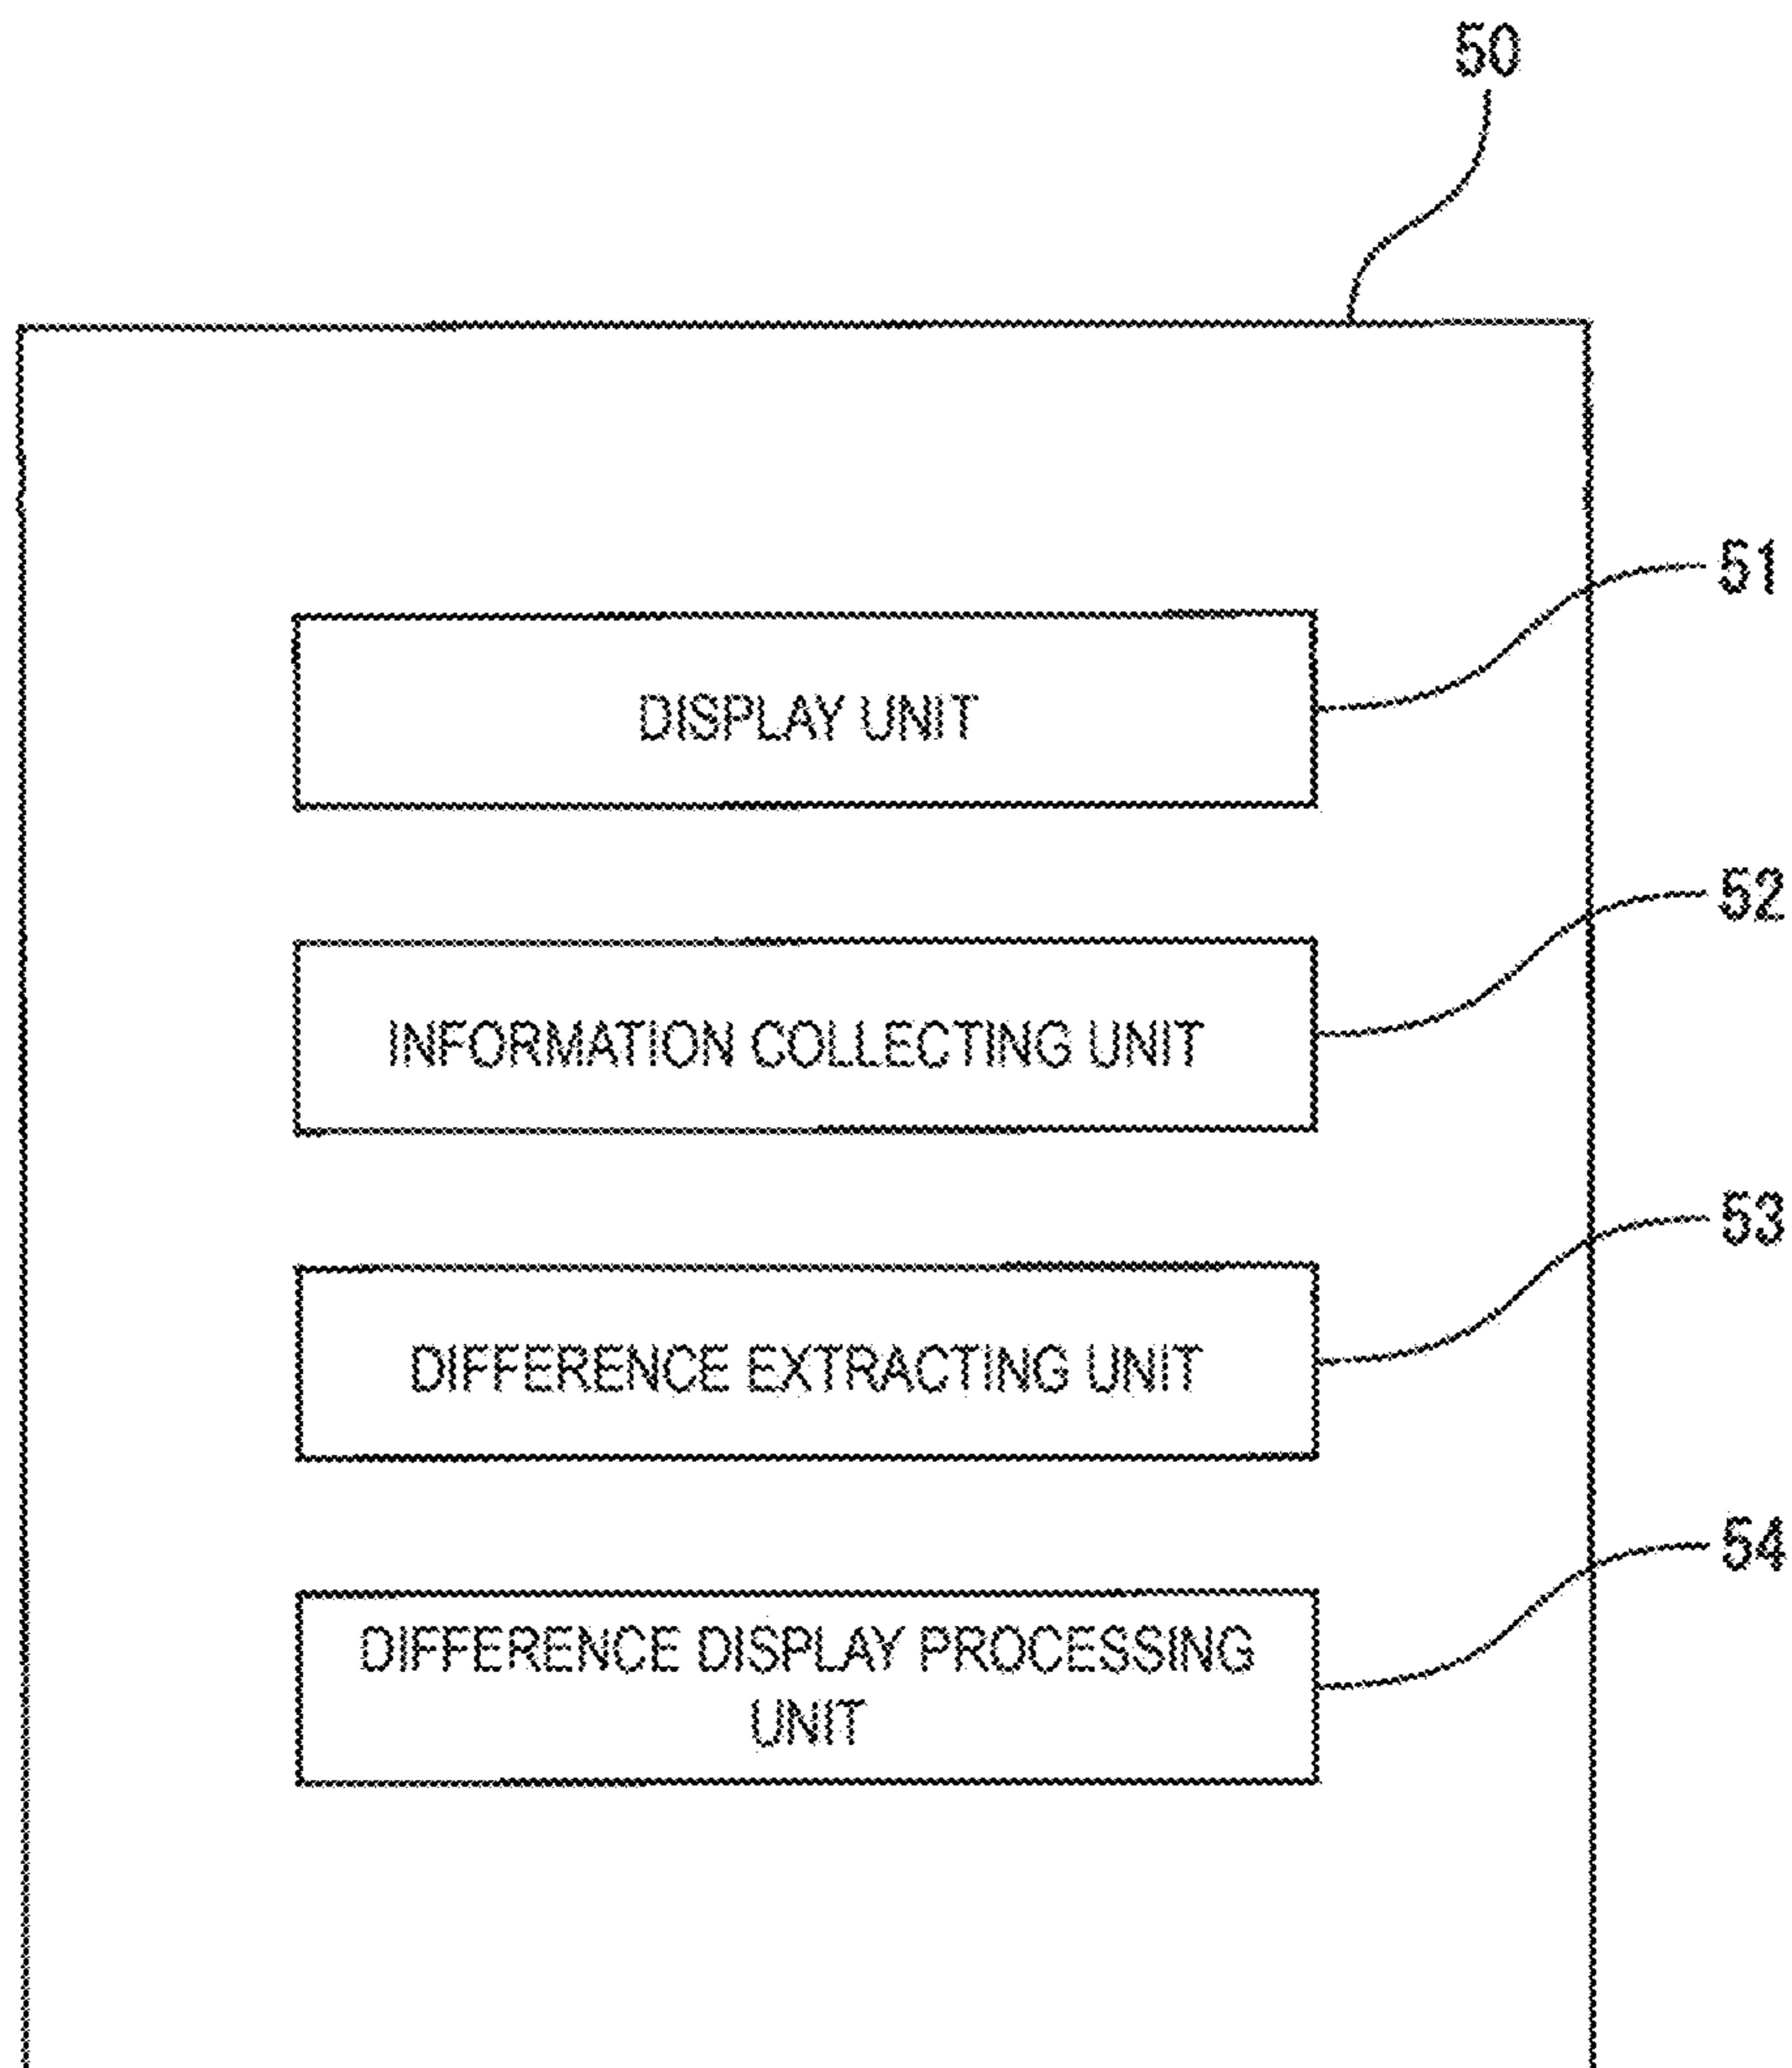 50
51
DISPLAY UNIT
52
INFORMATION COLLECTING UNIT
53
DIFFERENCE EXTRACTING UNIT
54
DIFFERENCE DISPLAY PROCESSING
UNIT